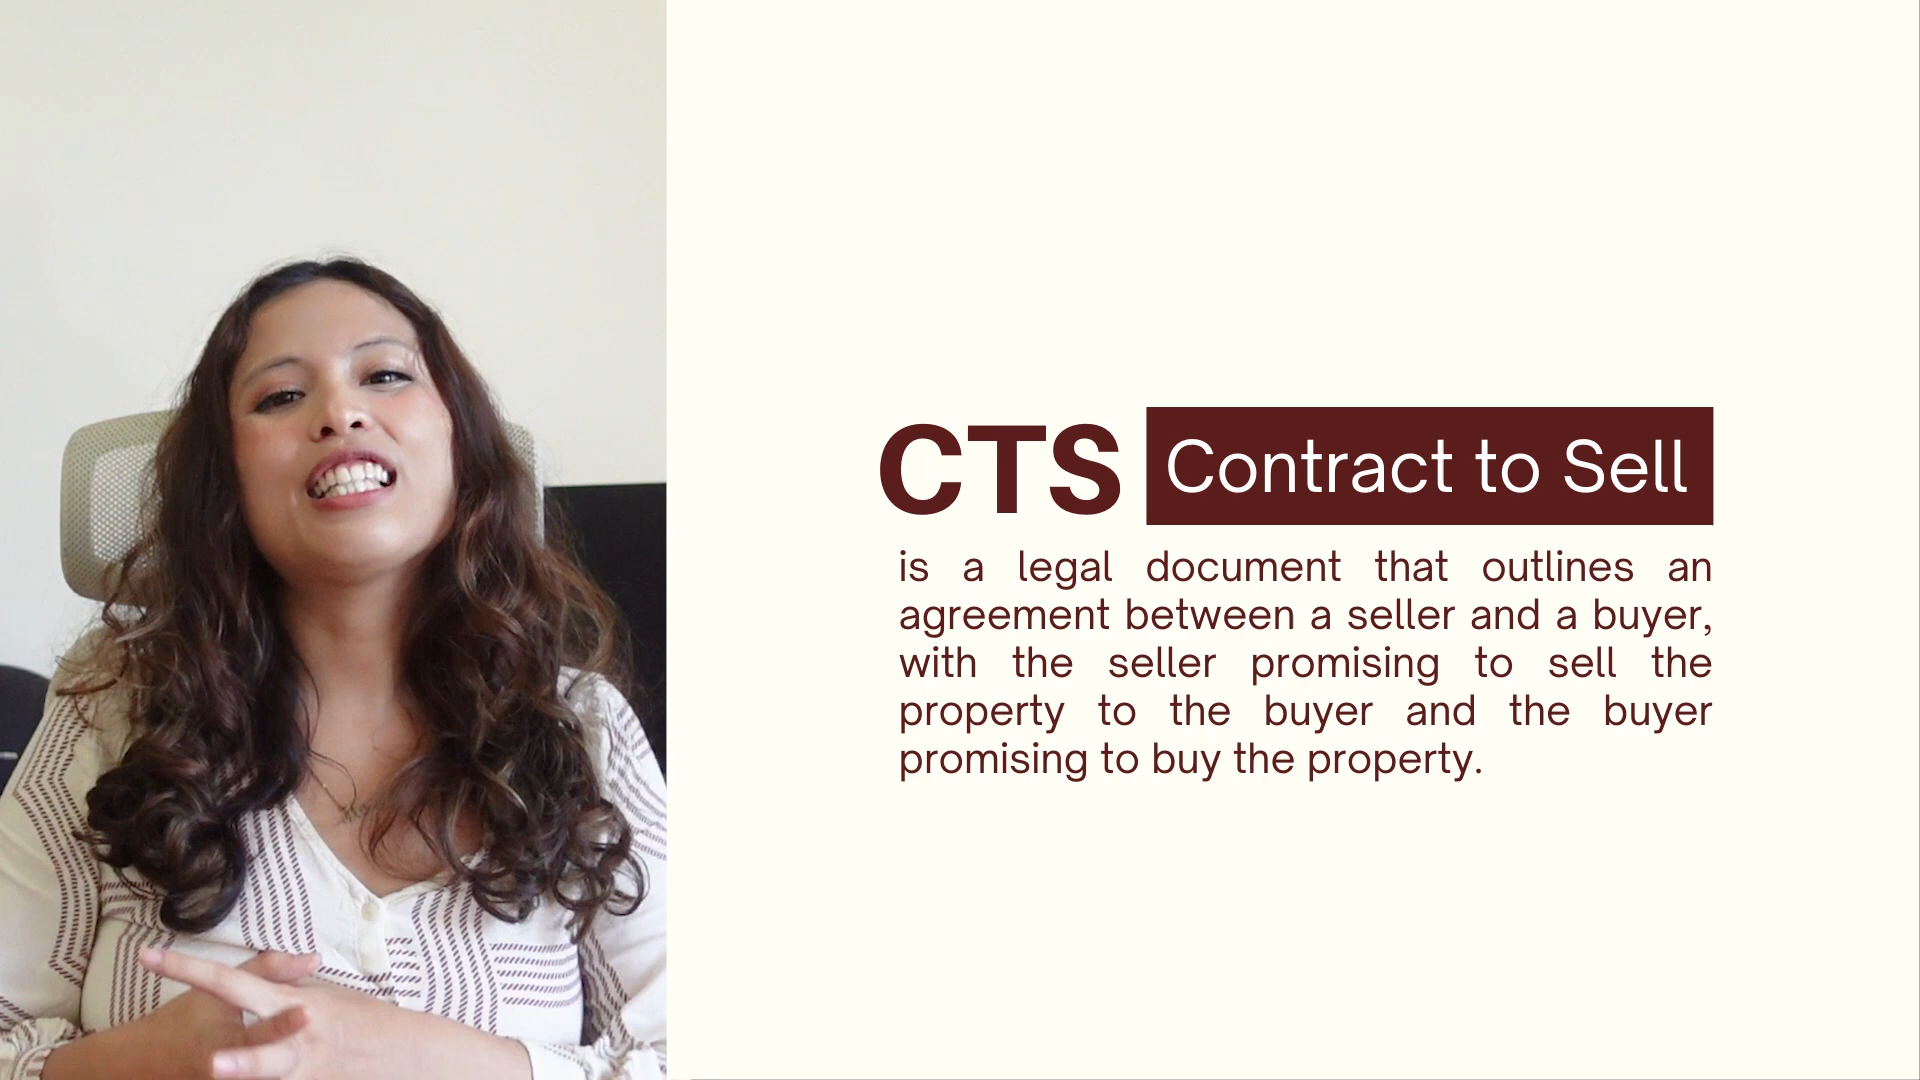 CTS Contract to Sell
is a legal document that outlines an
agreement between a seller and a buyer,
with the seller promising to sell the
property to the buyer and the buyer
promising to buy the property.